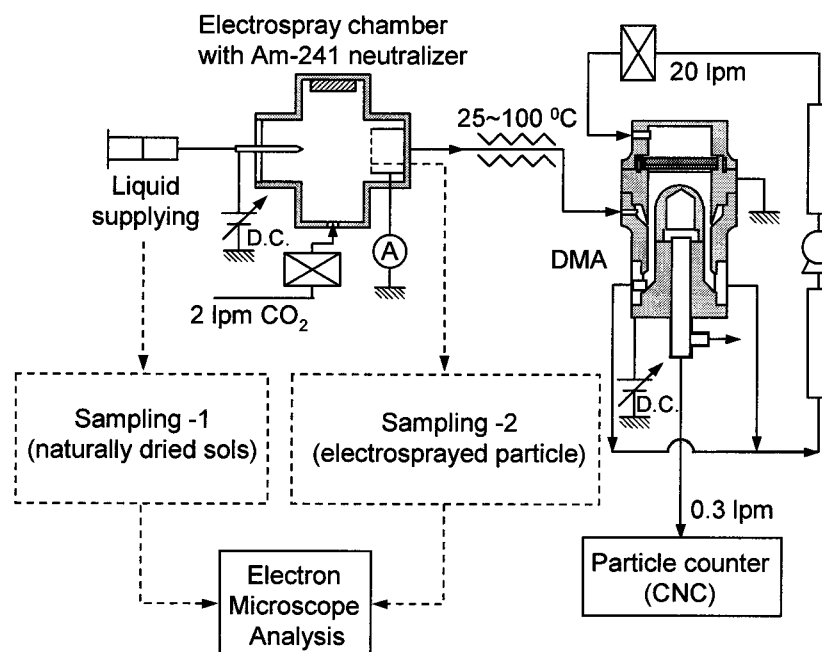 Electrospray chamber
with Am-241 neutralizer
20 lpm
25~100 ⁰C
Liquid
supplying
D.C.
A
DMA
2 lpm CO₂
D.C.
Sampling -1
(naturally dried sols)
Sampling -2
(electrosprayed particle)
0.3 lpm
Electron
Microscope
Analysis
Particle counter
(CNC)